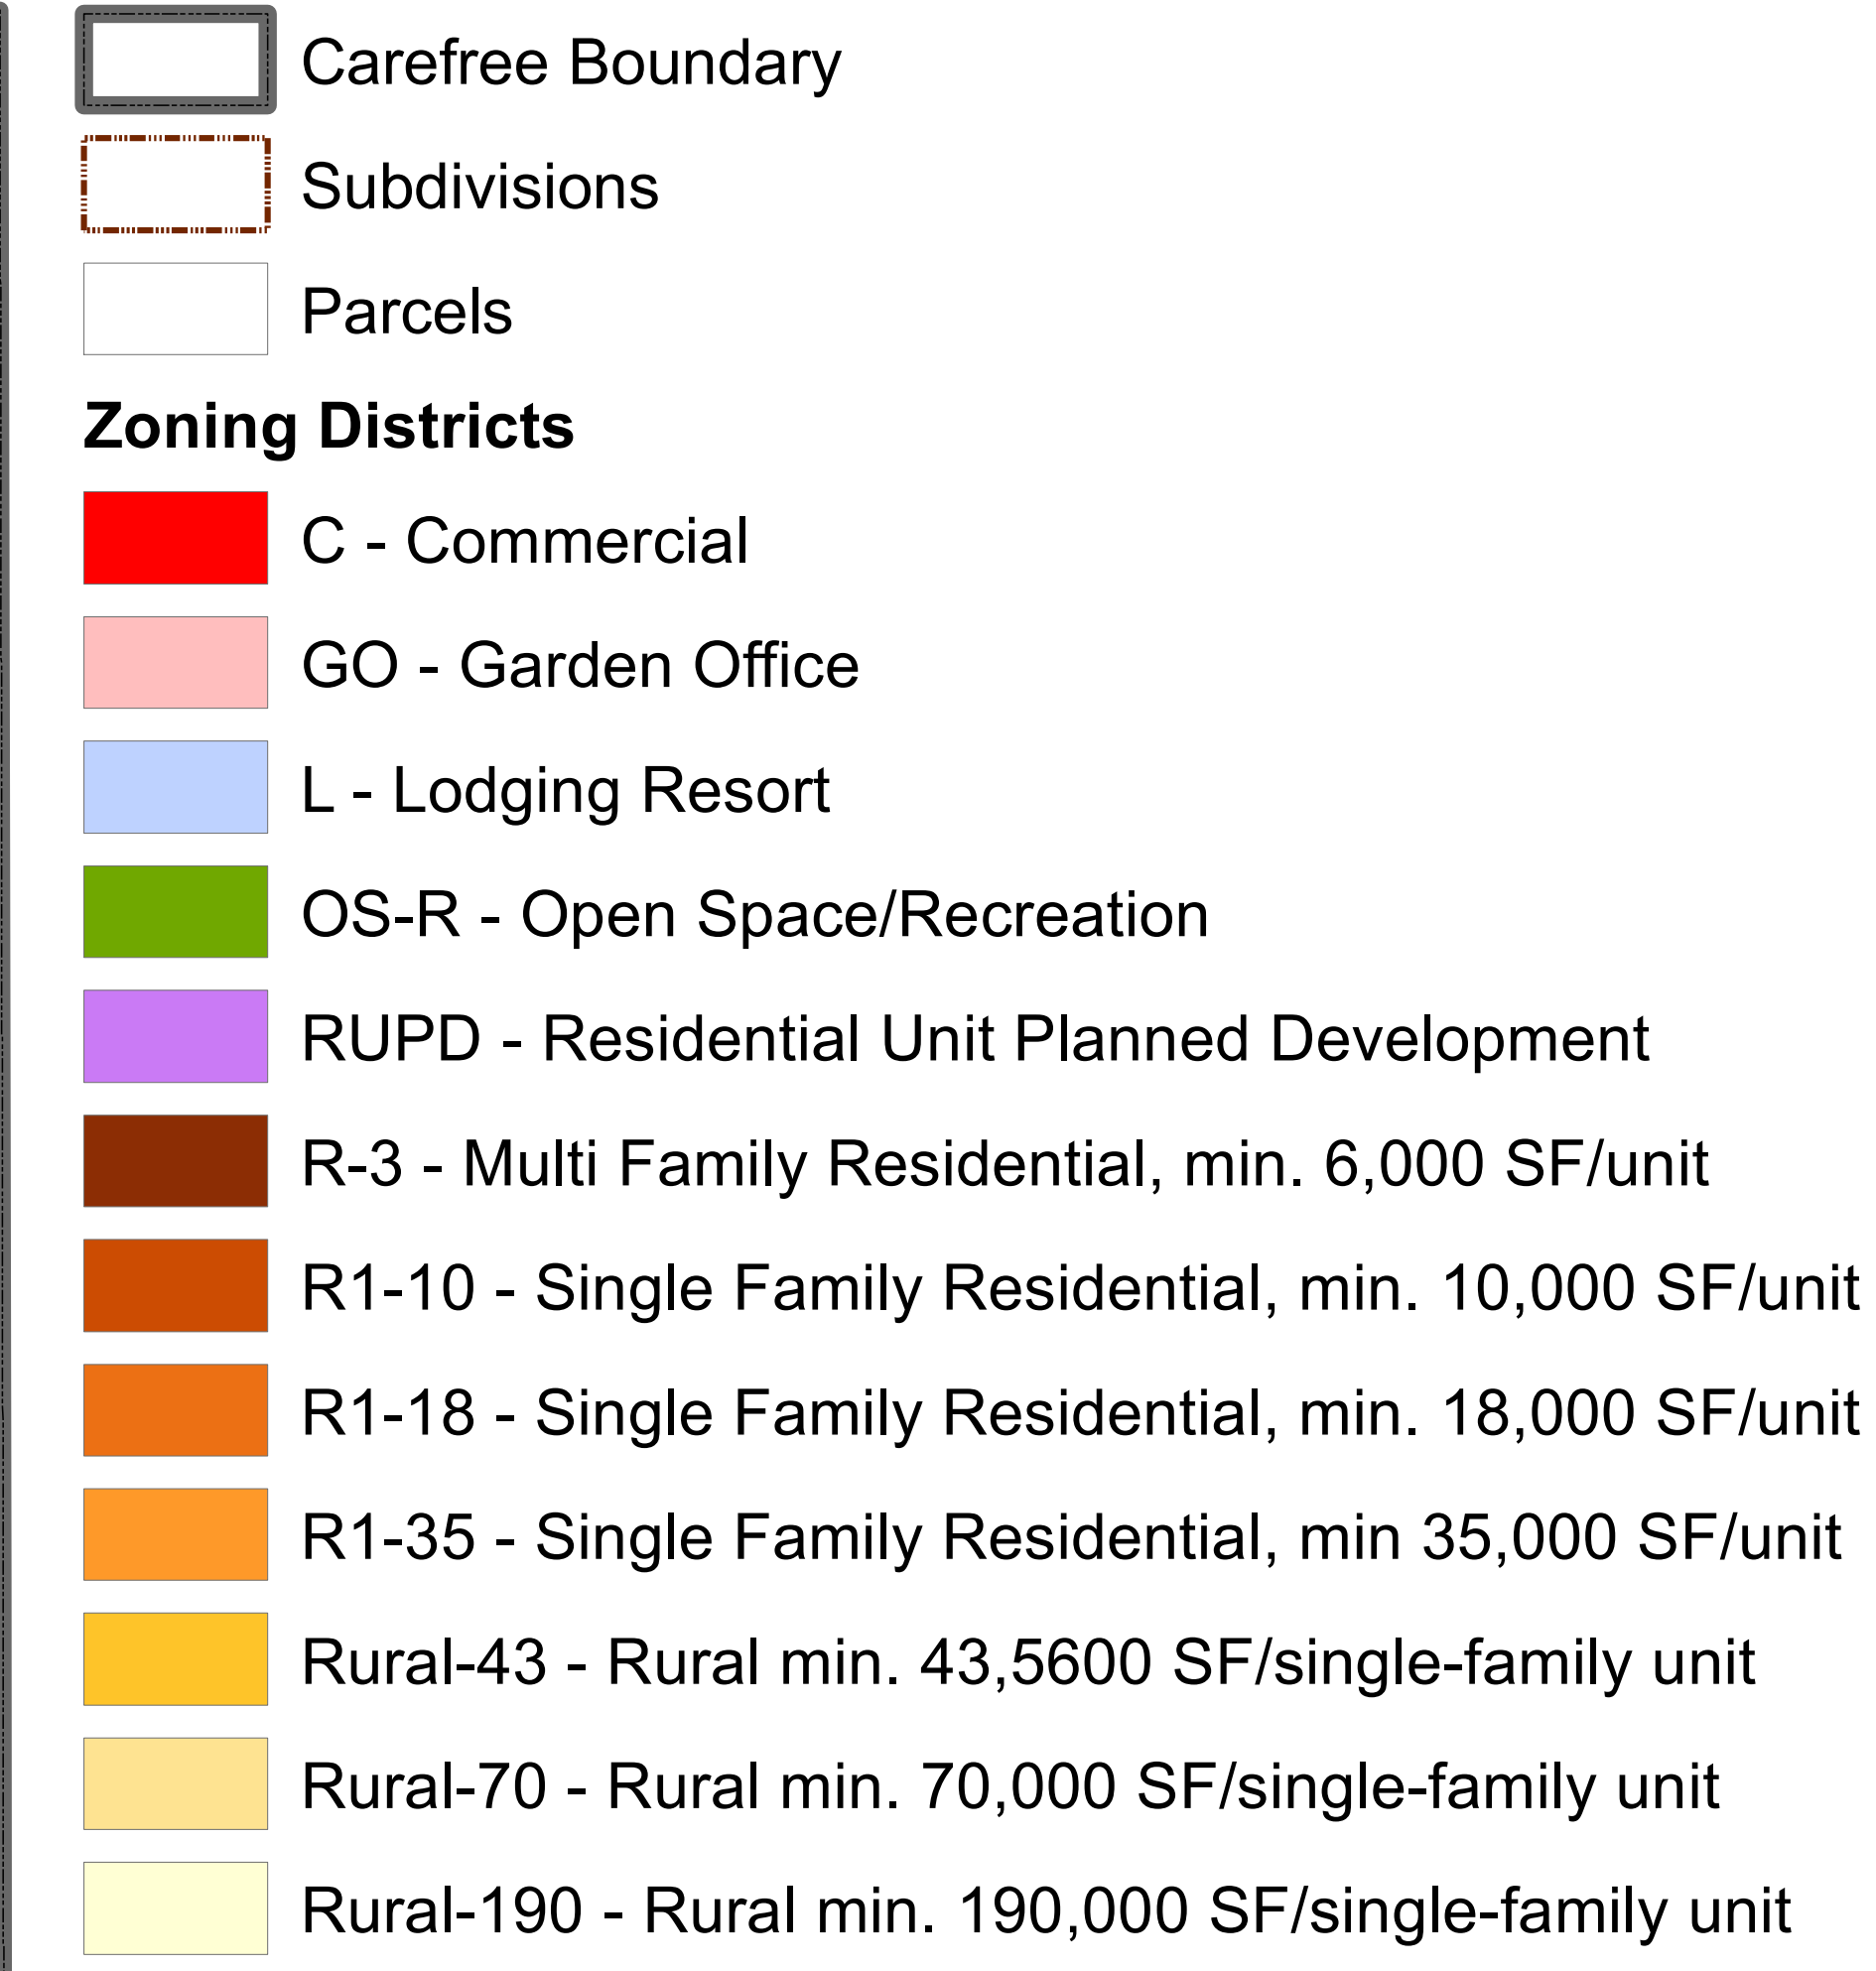 Carefree Boundary
Subdivisions
Parcels
Zoning Districts
C - Commercial
GO - Garden Office
L - Lodging Resort
OS-R - Open Space/Recreation
RUPD - Residential Unit Planned Development
R-3 - Multi Family Residential, min. 6,000 SF/unit
R1-10 - Single Family Residential, min. 10,000 SF/unit
R1-18 - Single Family Residential, min. 18,000 SF/unit
R1-35 - Single Family Residential, min 35,000 SF/unit
Rural-43 - Rural min. 43,5600 SF/single-family unit
Rural-70 - Rural min. 70,000 SF/single-family unit
Rural-190 - Rural min. 190,000 SF/single-family unit